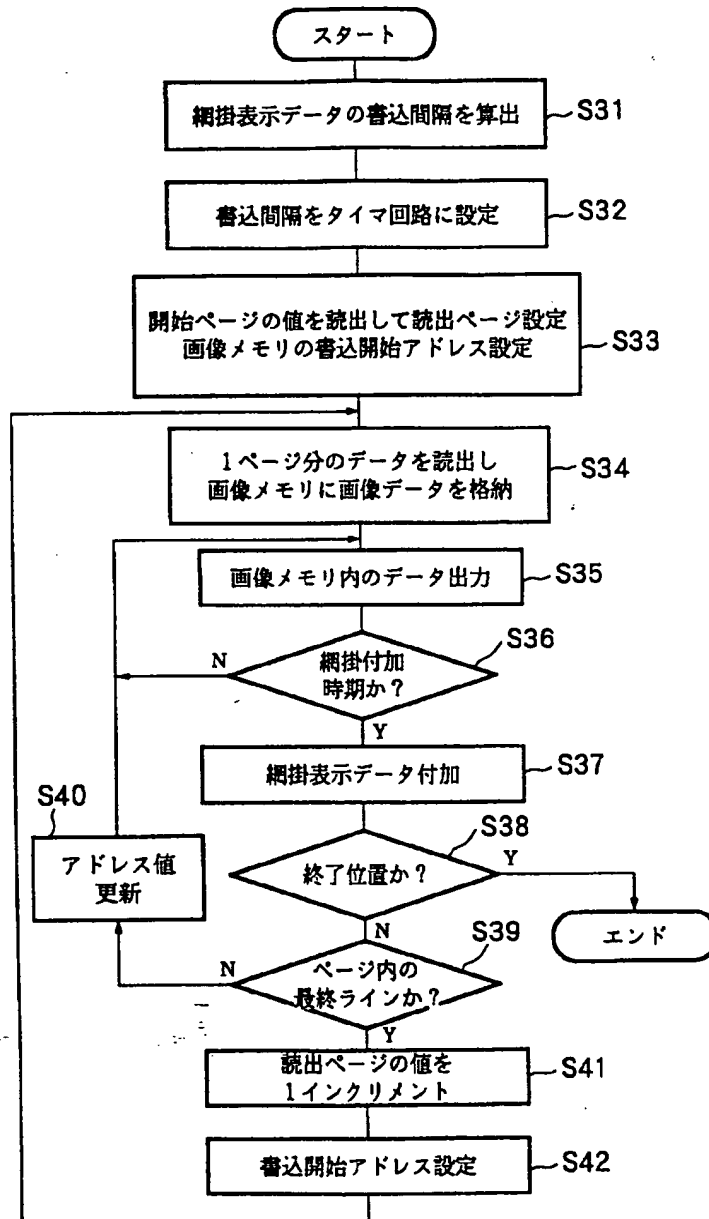 スタート
網掛表示データの書込間隔を算出
S31
書込間隔をタイマ回路に設定
S32
開始ページの値を読出して読出ページ設定
画像メモリの書込開始アドレス設定
S33
1ページ分のデータを読出し
画像メモリに画像データを格納
S34
画像メモリ内のデータ出力
S35
網掛付加
時期か?
S36
N
Y
網掛表示データ付加
S37
S40
アドレス値
更新
終了位置か?
S38
Y
N
エンド
ページ内の
最終ラインか?
S39
N
Y
読出ページの値を
1インクリメント
S41
書込開始アドレス設定
S42